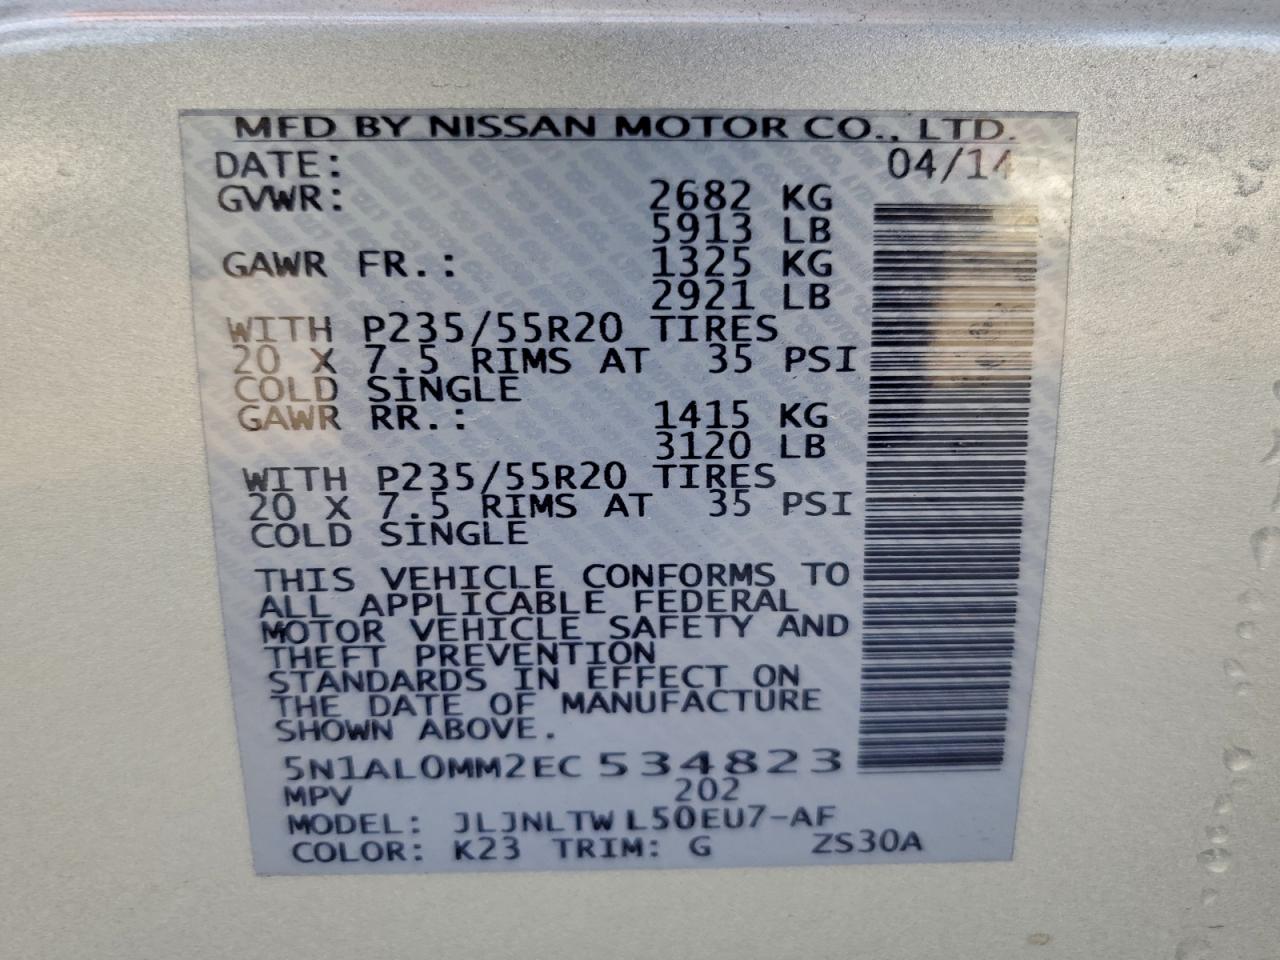 MFD BY NISSAN MOTOR CO., LTD.
DATE: 04/14
GVWR: 2682 KG
5913 LB
GAWR FR.: 1325 KG
2921 LB
WITH P235/55R20 TIRES
20 X 7.5 RIMS AT 35 PSI
COLD SINGLE
GAWR RR.: 1415 KG
3120 LB
WITH P235/55R20 TIRES
20 X 7.5 RIMS AT 35 PSI
COLD SINGLE
THIS VEHICLE CONFORMS TO
ALL APPLICABLE FEDERAL
MOTOR VEHICLE SAFETY AND
THEFT PREVENTION
STANDARDS IN EFFECT ON
THE DATE OF MANUFACTURE
SHOWN ABOVE.
5N1AL0MM2EC534823
MPV 202
MODEL: JLJNLTW L50EU7-AF
COLOR: K23 TRIM: G ZS30A